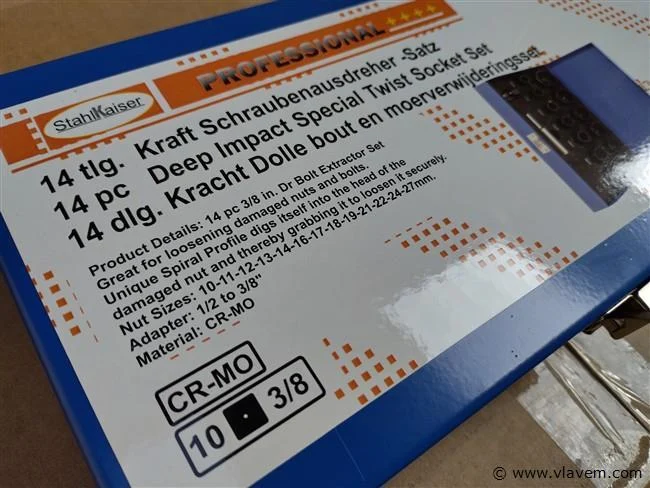 PROFESSIONAL ++++
StahlKaiser
14 tlg. Kraft Schraubenausdreher -Satz
14 pc Deep Impact Special Twist Socket Set
14 dlg. Kracht Dolle bout en moerverwijderingsset
Product Details: 14 pc 3/8 in. Dr Bolt Extractor Set
Great for loosening damaged nuts and bolts.
Unique Spiral Profile digs itself into the head of the
damaged nut and thereby grabbing it to loosen it securely.
Nut Sizes: 10-11-12-13-14-16-17-18-19-21-22-24-27mm.
Adapter: 1/2 to 3/8"
Material: CR-MO
CR-MO
10 3/8
© www.vlavem.com